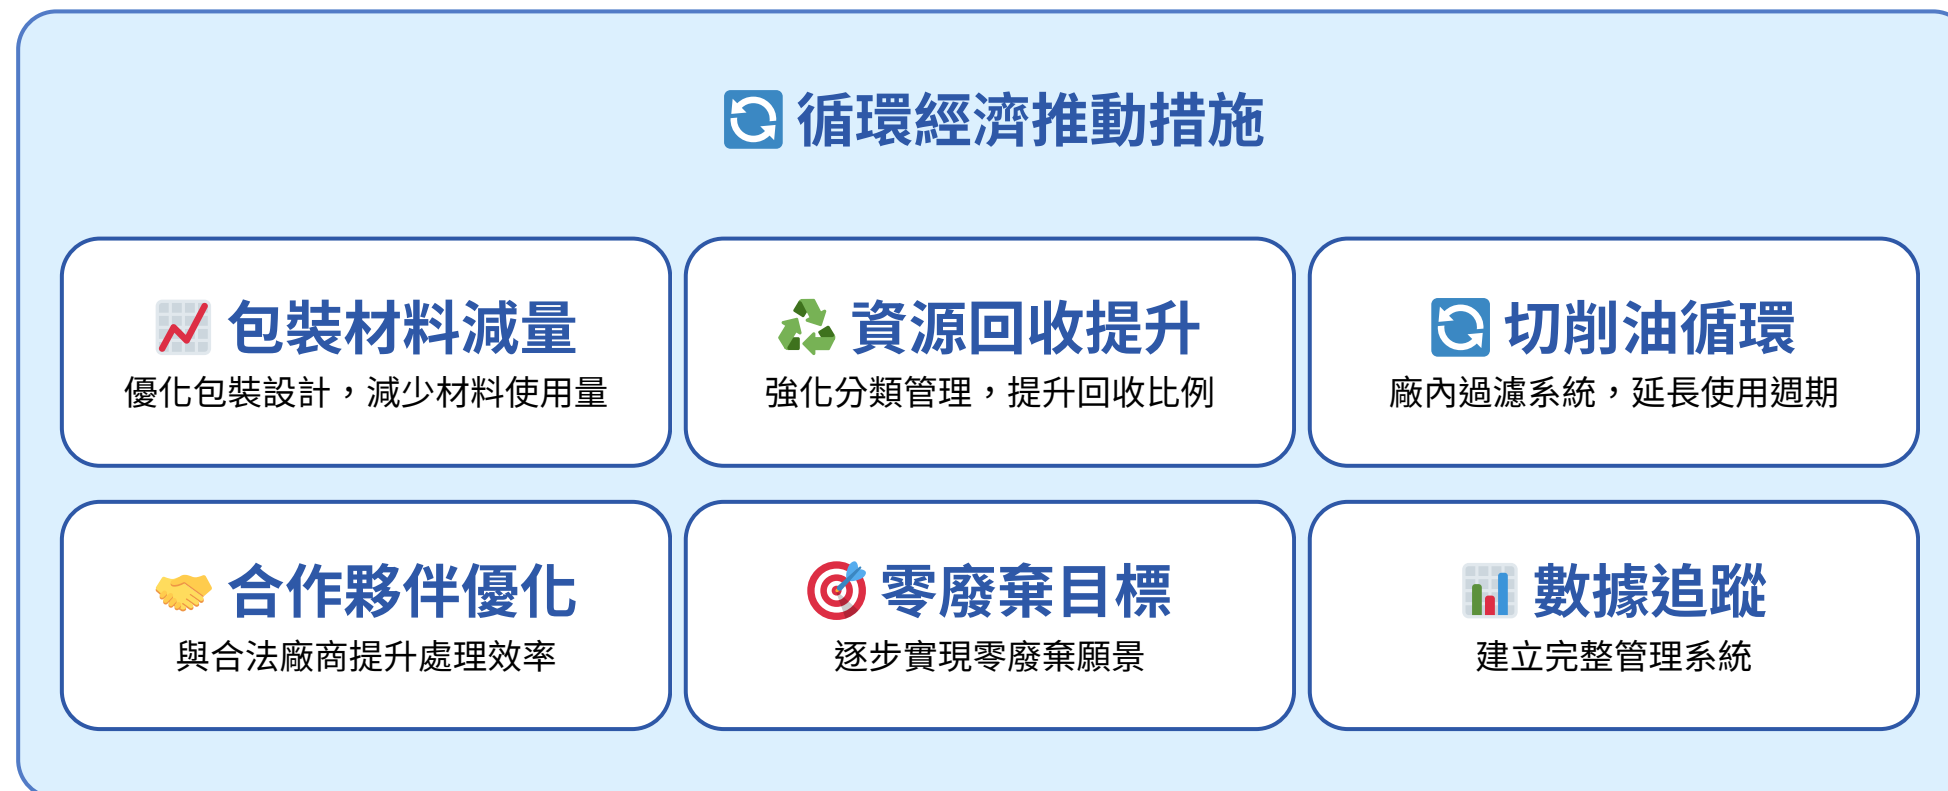 循環經濟推動措施
包裝材料減量
優化包裝設計，減少材料使用量
資源回收提升
強化分類管理，提升回收比例
切削油循環
廠內過濾系統，延長使用週期
合作夥伴優化
與合法廠商提升處理效率
零廢棄目標
逐步實現零廢棄願景
數據追蹤
建立完整管理系統